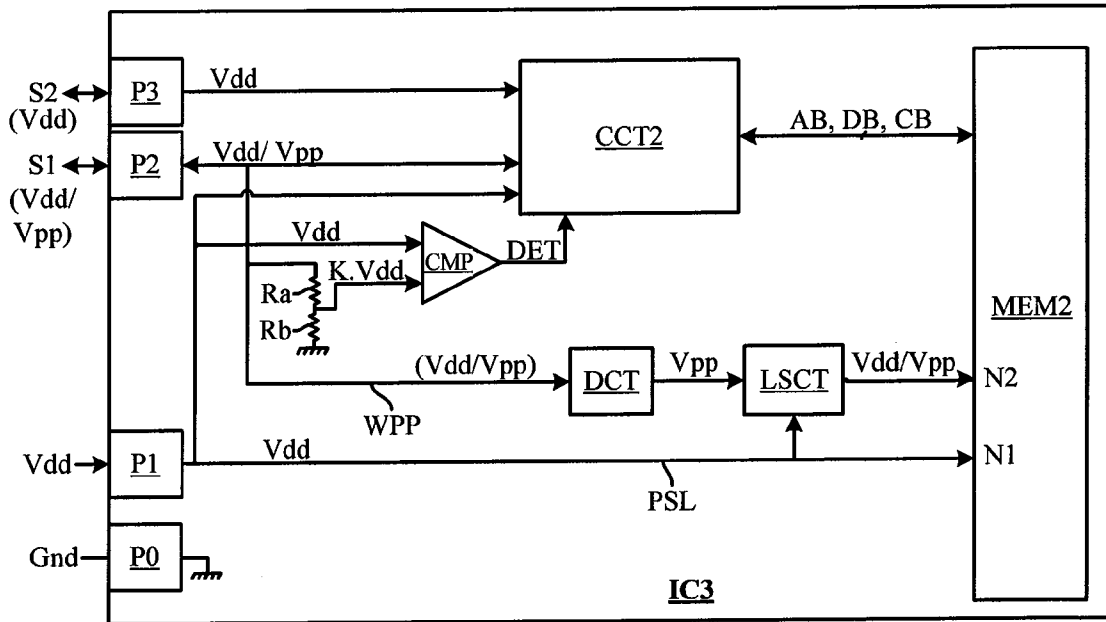 S2
(Vdd)
P3
Vdd
S1
(Vdd/
Vpp)
P2
Vdd/ Vpp
CCT2
AB, DB, CB
Vdd
CMP
DET
K.Vdd
Ra
Rb
MEM2
(Vdd/Vpp)
WPP
DCT
Vpp
LSCT
Vdd/Vpp
N2
Vdd
P1
Vdd
PSL
N1
Gnd
P0
IC3